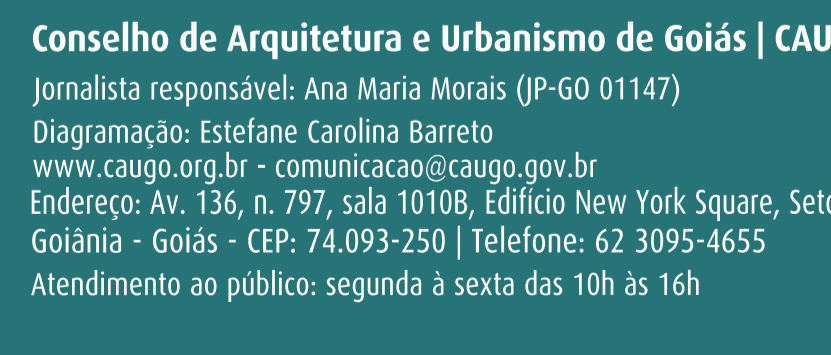 Conselho de Arquitetura e Urbanismo de Goiás | CAU
Jornalista responsável: Ana Maria Morais (JP-GO 01147)
Diagramação: Estefane Carolina Barreto
www.caugo.org.br - comunicacao@caugo.gov.br
Endereço: Av. 136, n. 797, sala 1010B, Edifício New York Square,
Goiânia - Goiás - CEP: 74.093-250 | Telefone: 62 3095-4655
Atendimento ao público: segunda à sexta das 10h às 16h